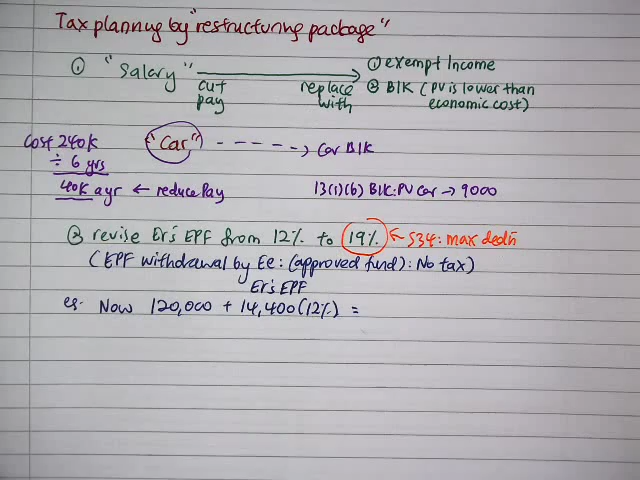 Tax planning by "restructuring package"
① "Salary" → ① exempt Income
cut pay replace with ② BIK (PV is lower than economic cost)
Cost 240k "Car" - - - - - → Car BIK
÷ 6 yrs
40K a yr ← reduce Pay 13(1)(b) BIK: PV Car → 9000
② revise Er's EPF from 12% to 19% ← S34: max dedn
(EPF withdrawal by Ee: (approved fund): No tax)
Er's EPF
eg. Now 120,000 + 14,400 (12%) =